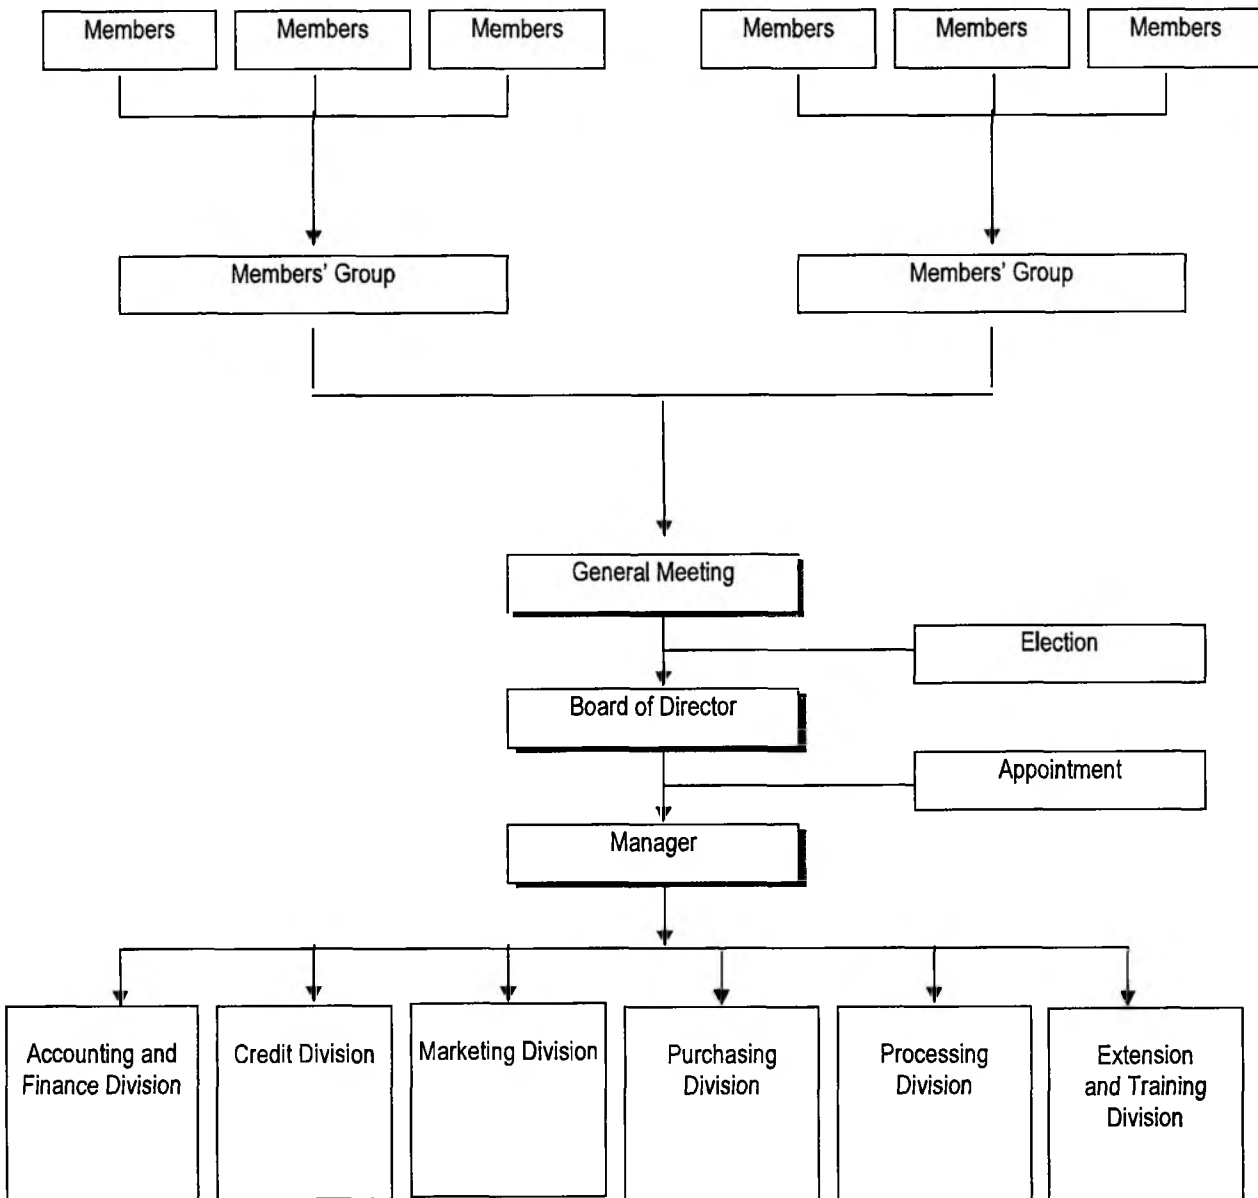 Members
Members
Members
Members
Members
Members
Members' Group
Members' Group
General Meeting
Election
Board of Director
Appointment
Manager
Accounting and
Finance Division
Credit Division
Marketing Division
Purchasing
Division
Processing
Division
Extension
and Training
Division